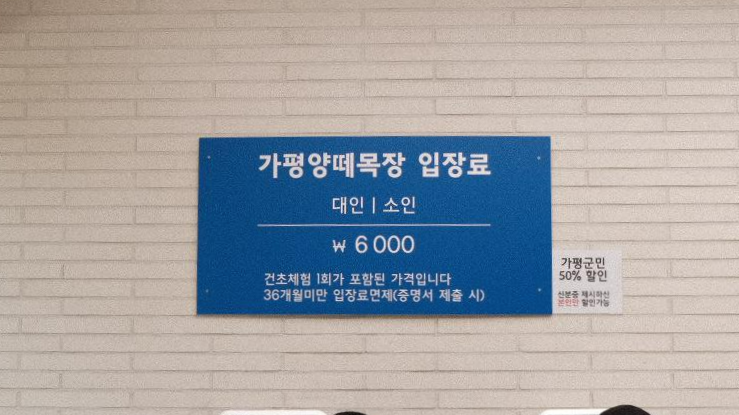 가평양떼목장 입장료
대인 | 소인
₩ 6000
건초체험 1회가 포함된 가격입니다
36개월미만 입장료면제(증명서 제출 시)
가평군민
50% 할인
신분증 제시하신
본인만 할인가능